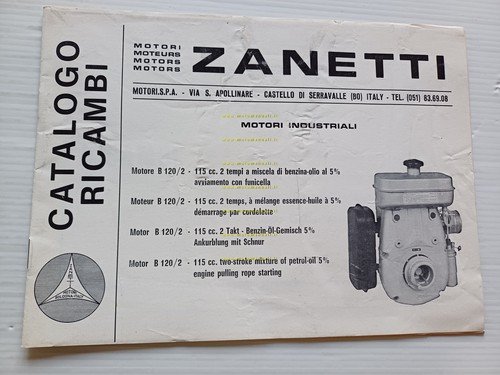 CATALOGO
RICAMBI
MOTORI
MOTEURS
MOTORS
MOTORS
ZANETTI
MOTORI.S.P.A. - VIA S. APOLLINARE - CASTELLO DI SERRAVALLE (BO) ITALY - TEL. (051) 83.69.08
MOTORI INDUSTRIALI
Motore B 120/2 - 115 cc. 2 tempi a miscela di benzina-olio al 5%
avviamento con funicella
Moteur B 120/2 - 115 cc. 2 temps, à mélange essence-huile à 5%
démarrage par cordelette
Motor B 120/2 - 115 cc. 2 Takt - Benzin-Öl-Gemisch 5%
Ankurblung mit Schnur
Motor B 120/2 - 115 cc. two-stroke mixture of petrol-oil 5%
engine pulling rope starting
MOTORI
BOLOGNA ITALY